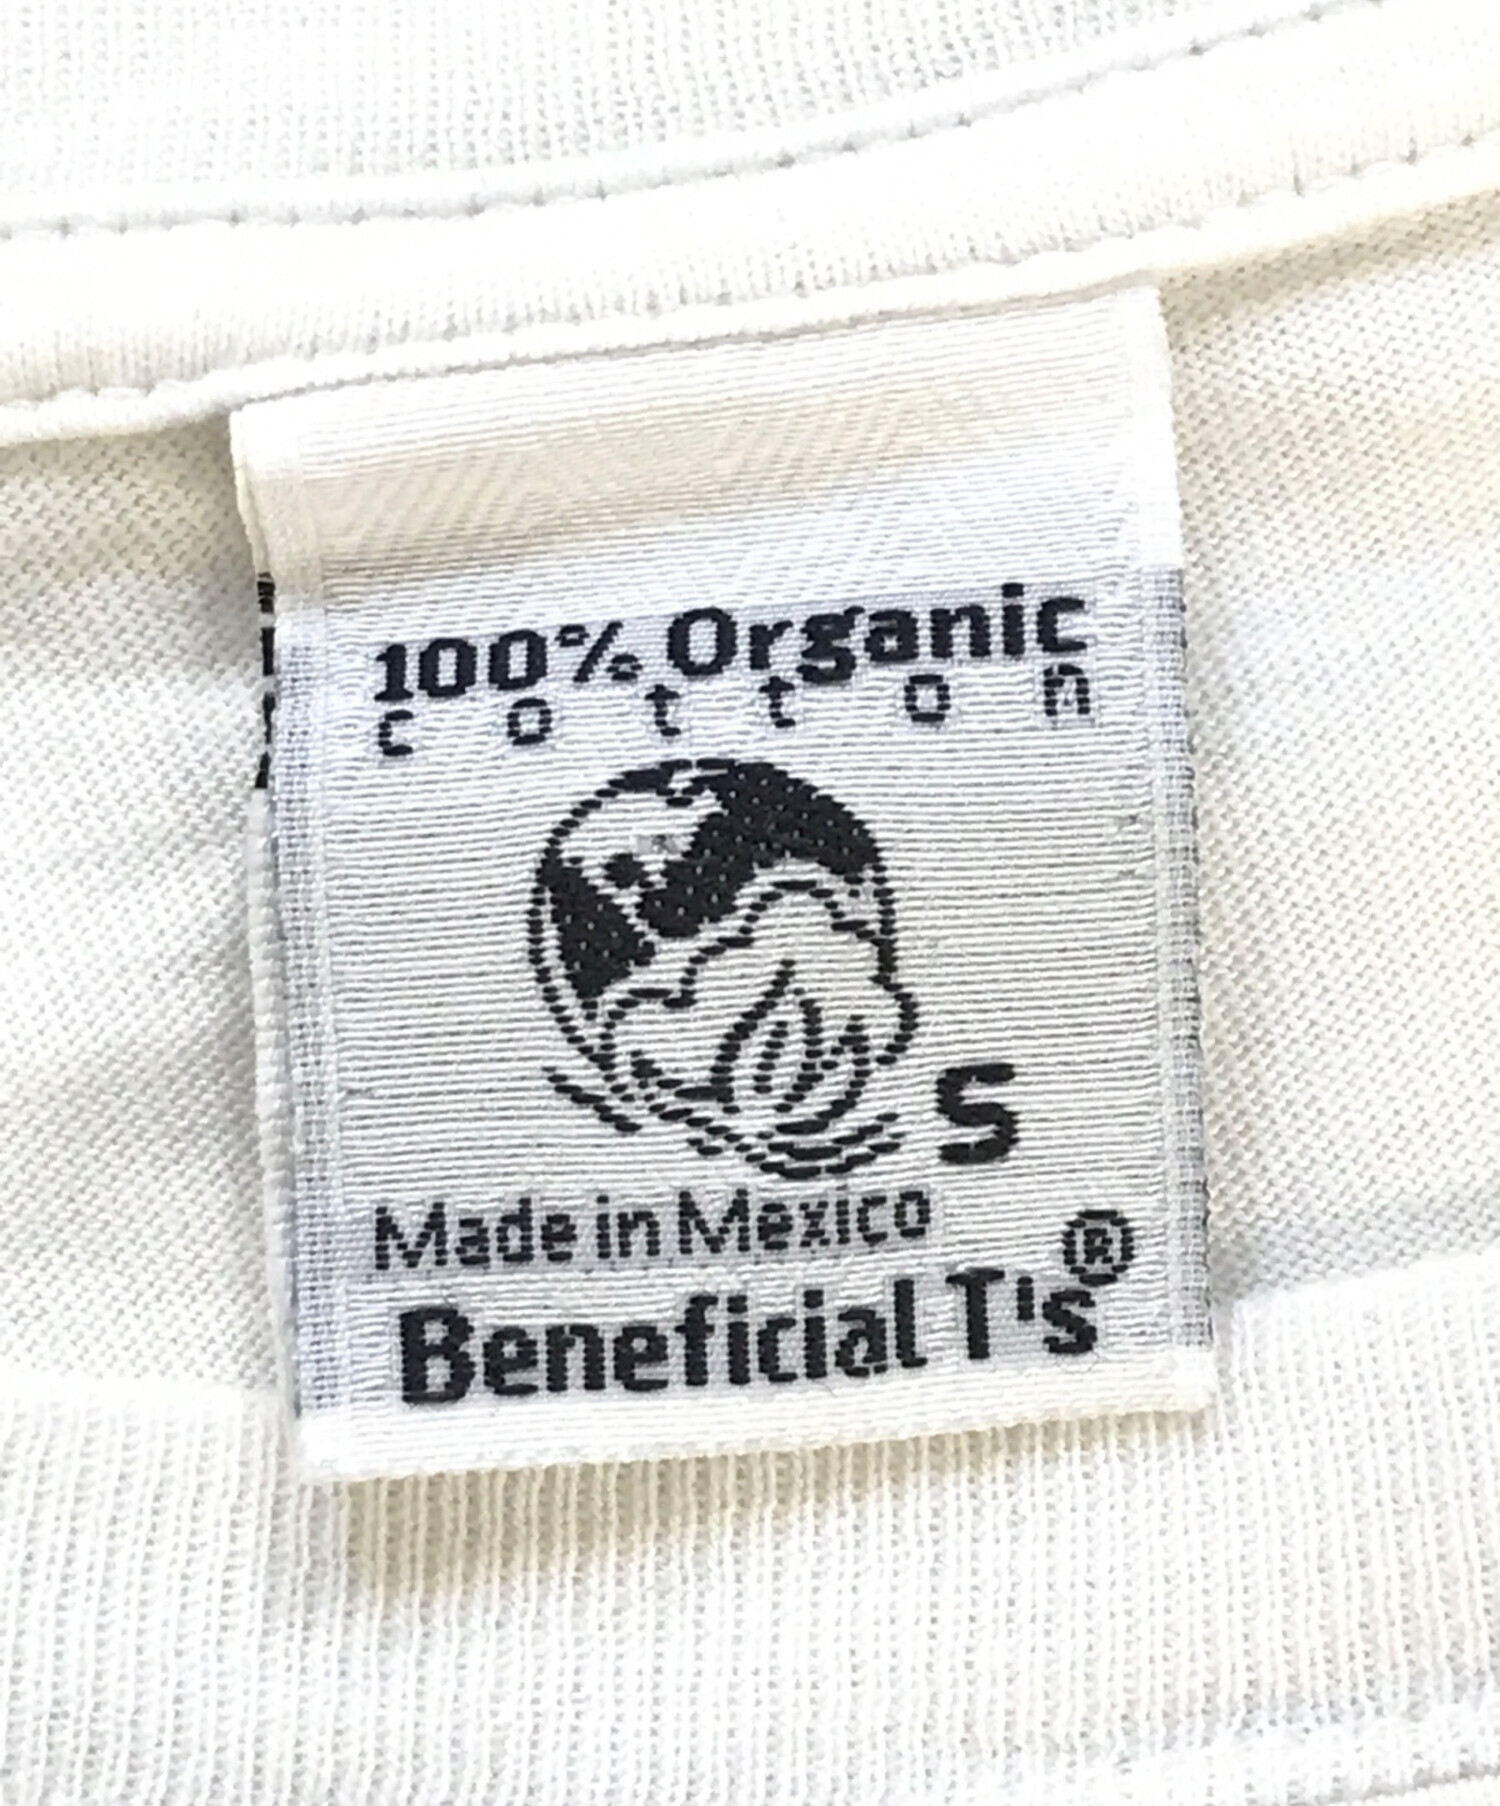 100% Organic
cotton
S
Made in Mexico
Beneficial T's®